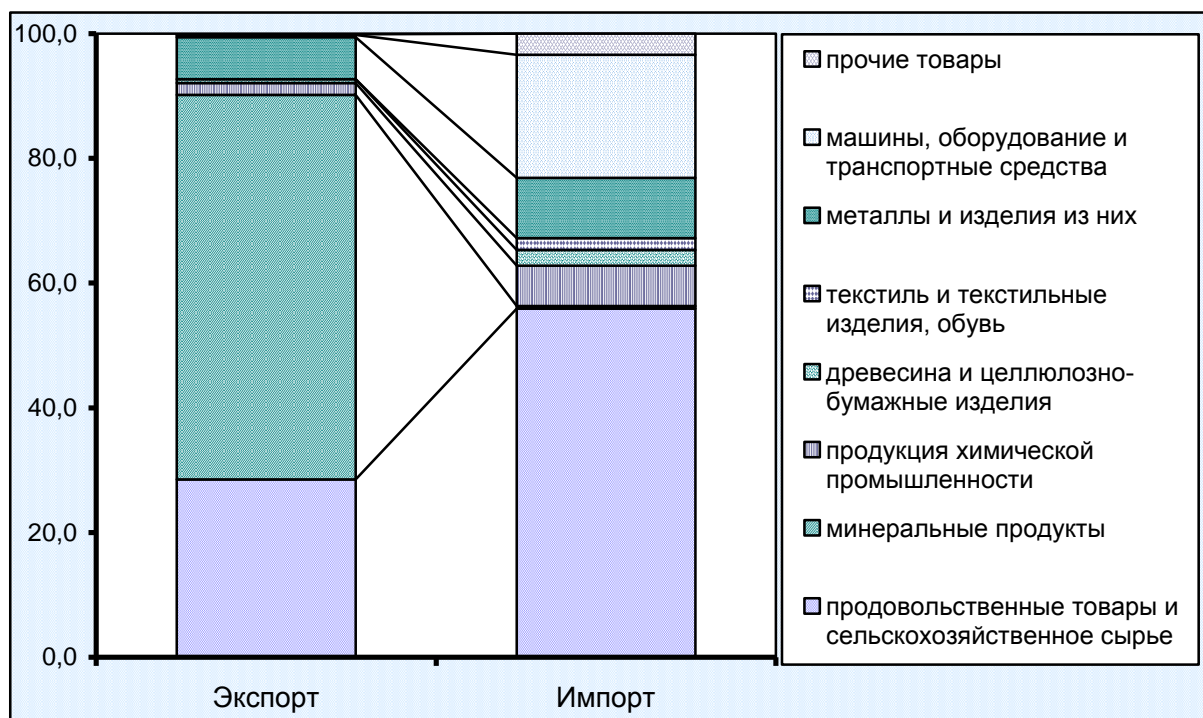 100,0
80,0
60,0
40,0
20,0
0,0
Экспорт
Импорт
прочие товары
машины, оборудование и
транспортные средства
металлы и изделия из них
текстиль и текстильные
изделия, обувь
древесина и целлюлозно-
бумажные изделия
продукция химической
промышленности
минеральные продукты
продовольственные товары и
сельскохозяйственное сырье